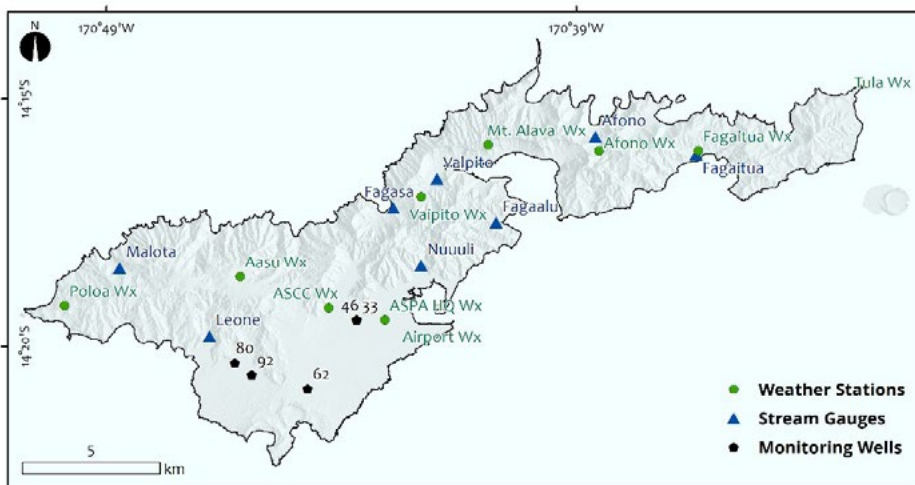 N
170°49'W
170°39'W
14°15'S
Tula Wx
Mt. Alava Wx
Afono
Afono Wx
Fagaitua Wx
Fagaitua
Vaipito
Fagasa
Vaipito Wx
Fagaalu
Malota
Aasu Wx
Nuuuli
Poloa Wx
ASCC Wx
46 33
ASPA HQ Wx
Leone
Airport Wx
14°20'S
80
92
62
Weather Stations
Stream Gauges
Monitoring Wells
5
km